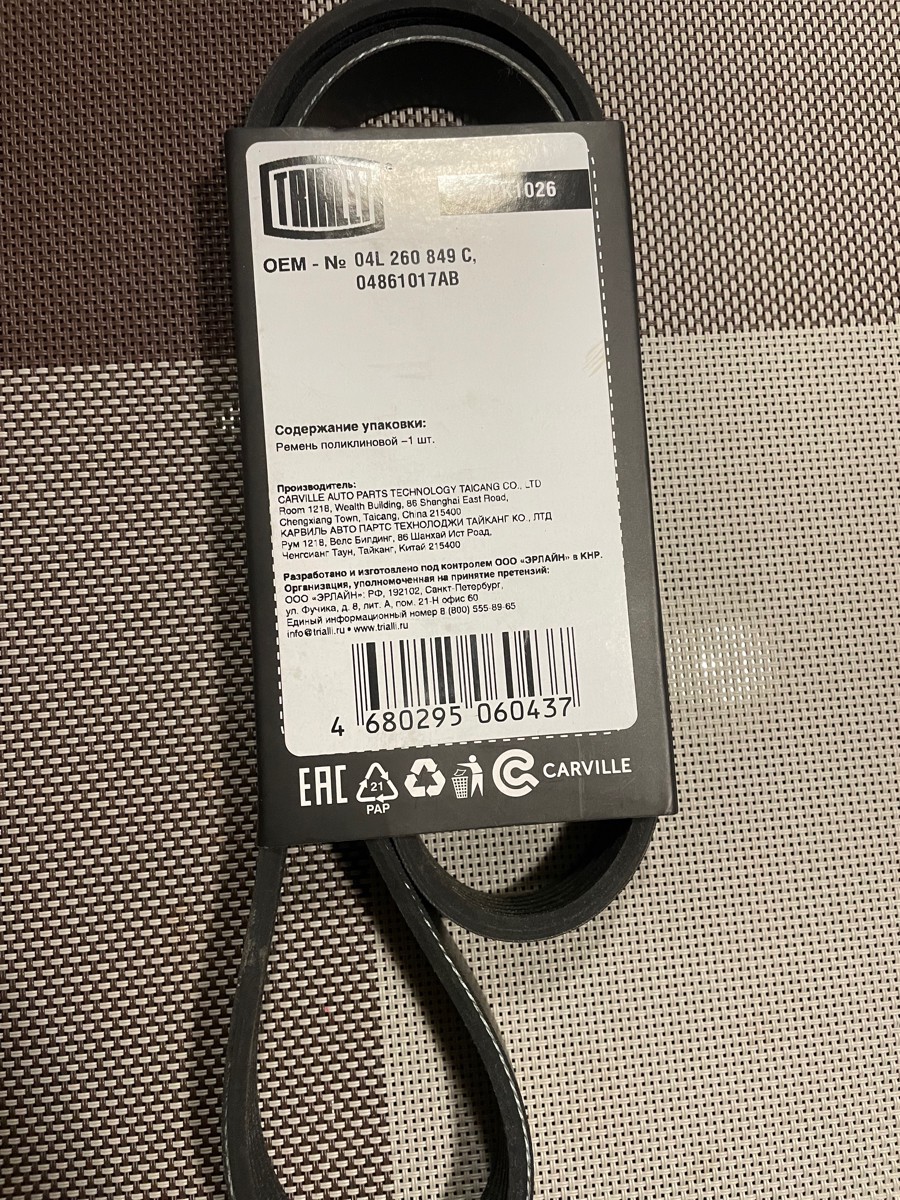 TRIALLI
®
1026
OEM - № 04L 260 849 C,
04861017AB
Содержание упаковки:
Ремень поликлиновой –1 шт.
Производитель:
CARVILLE AUTO PARTS TECHNOLOGY TAICANG CO., LTD
Room 1218, Wealth Building, 86 Shanghai East Road,
Chengxiang Town, Taicang, China 215400
КАРВИЛЬ АВТО ПАРТС ТЕХНОЛОДЖИ ТАЙКАНГ КО., ЛТД
Рум 1218, Велс Билдинг, 86 Шанхай Ист Роад,
Ченгсианг Таун, Тайканг, Китай 215400
Разработано и изготовлено под контролем ООО «ЭРЛАЙН» в КНР.
Организация, уполномоченная на принятие претензий:
ООО «ЭРЛАЙН»: РФ, 192102, Санкт-Петербург,
ул. Фучика, д. 8, лит. А, пом. 21-Н офис 60
Единый информационный номер 8 (800) 555-89-65
info@trialli.ru • www.trialli.ru
4 680295 060437
EAC 21 CARVILLE
PAP